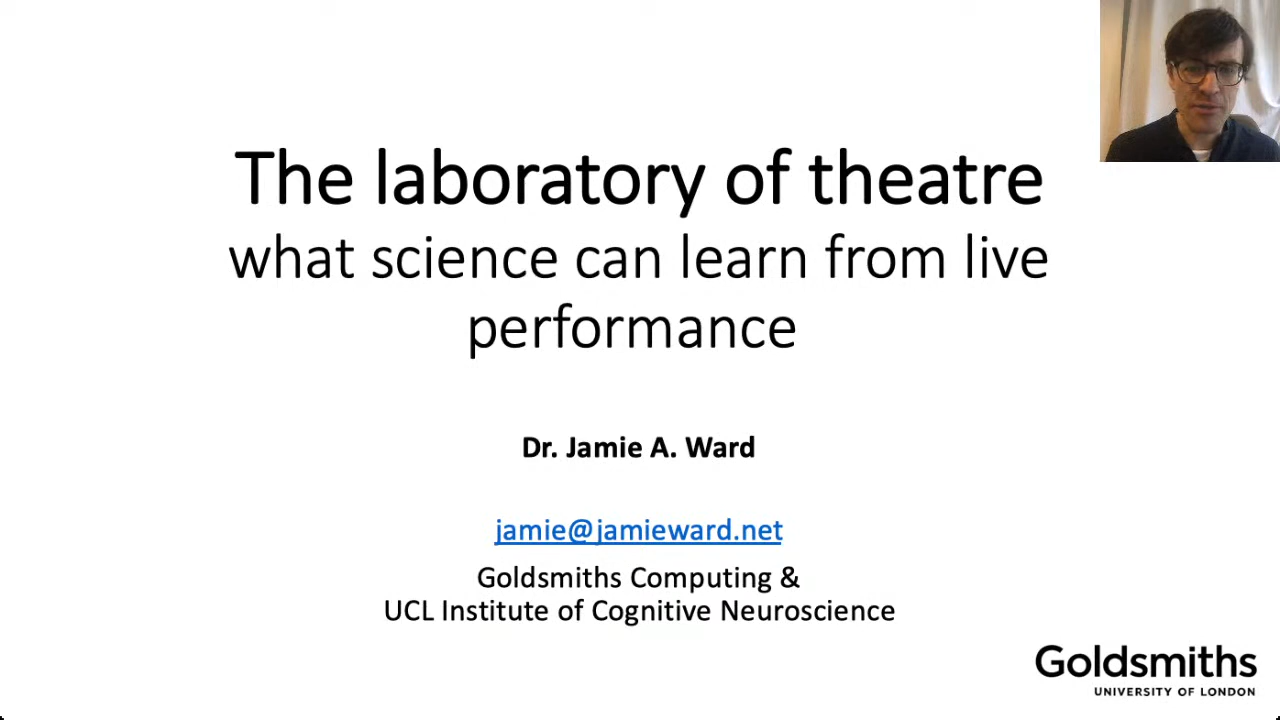 The laboratory of theatre
what science can learn from live
performance
Dr. Jamie A. Ward
jamie@jamieward.net
Goldsmiths Computing &
UCL Institute of Cognitive Neuroscience
Goldsmiths
UNIVERSITY OF LONDON